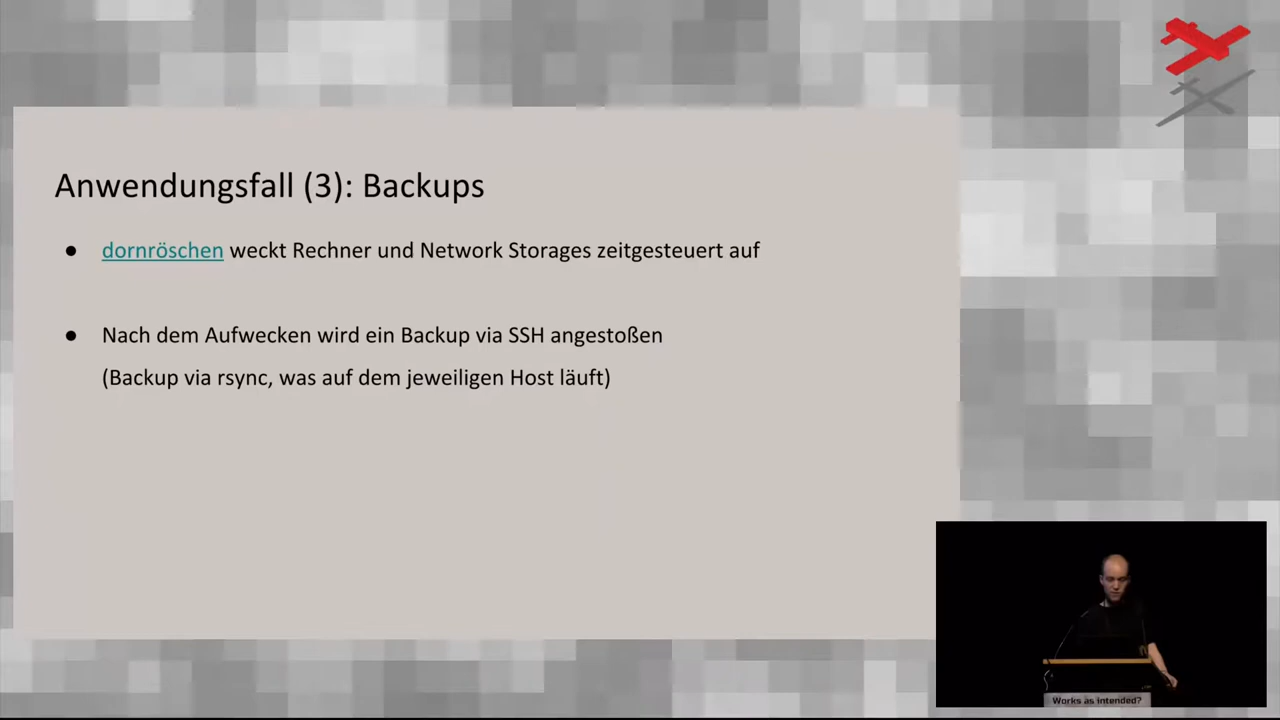 Anwendungsfall (3): Backups
● dornröschen weckt Rechner und Network Storages zeitgesteuert auf
● Nach dem Aufwecken wird ein Backup via SSH angestoßen
(Backup via rsync, was auf dem jeweiligen Host läuft)
Works as intended?